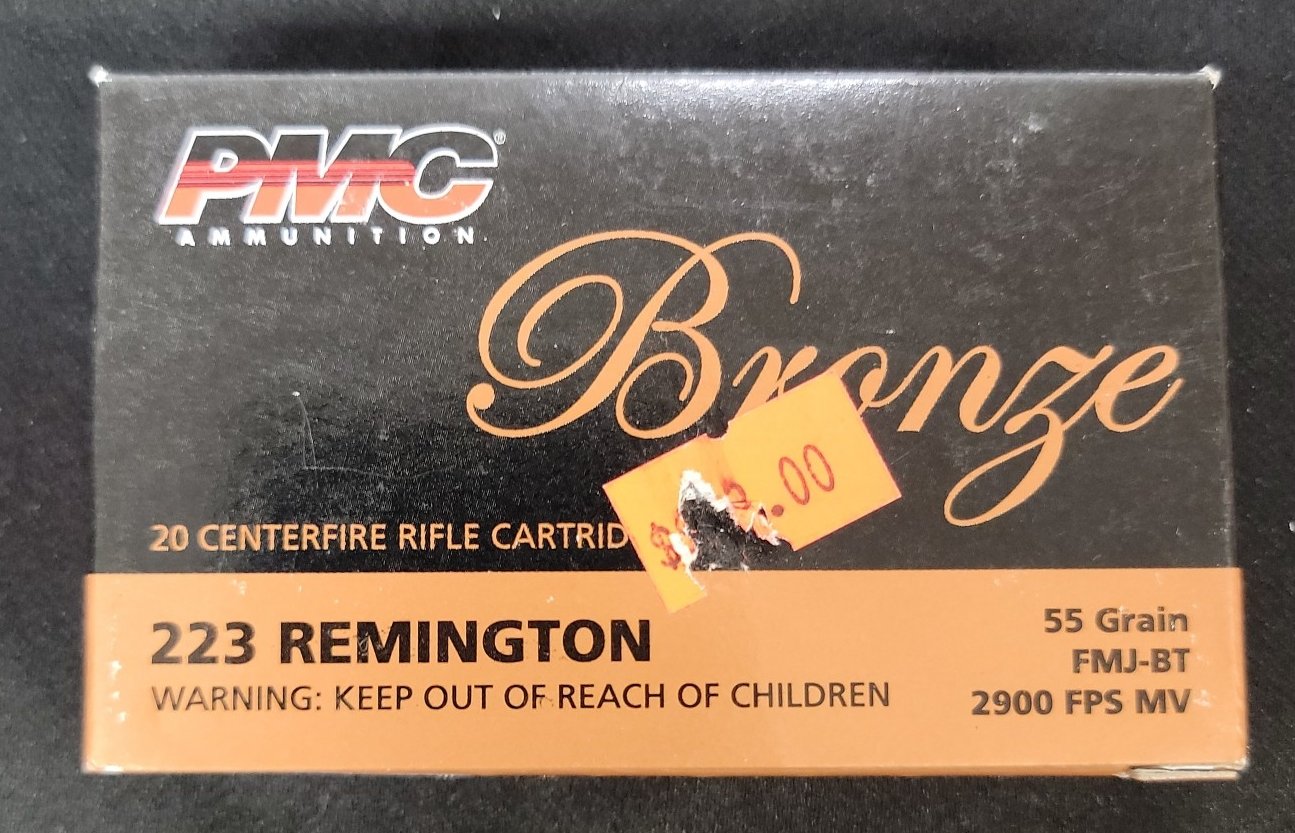 PMC®
AMMUNITION
Bronze
.00
20 CENTERFIRE RIFLE
223 REMINGTON
WARNING: KEEP OUT OF REACH OF CHILDREN
55 Grain
FMJ-BT
2900 FPS MV